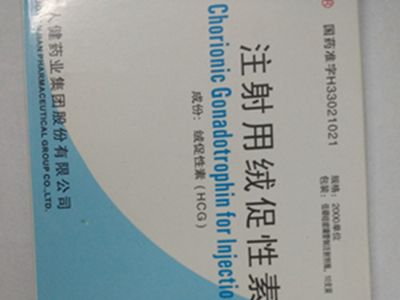 国药准字H33021021
规格：2000单位
注射用绒促性素
Chorionic Gonadotrophin for Injectio
成份：绒促性素(HCG)
人健药业集团股份有限公司
PHARMACEUTICAL GROUP CO.,LTD.